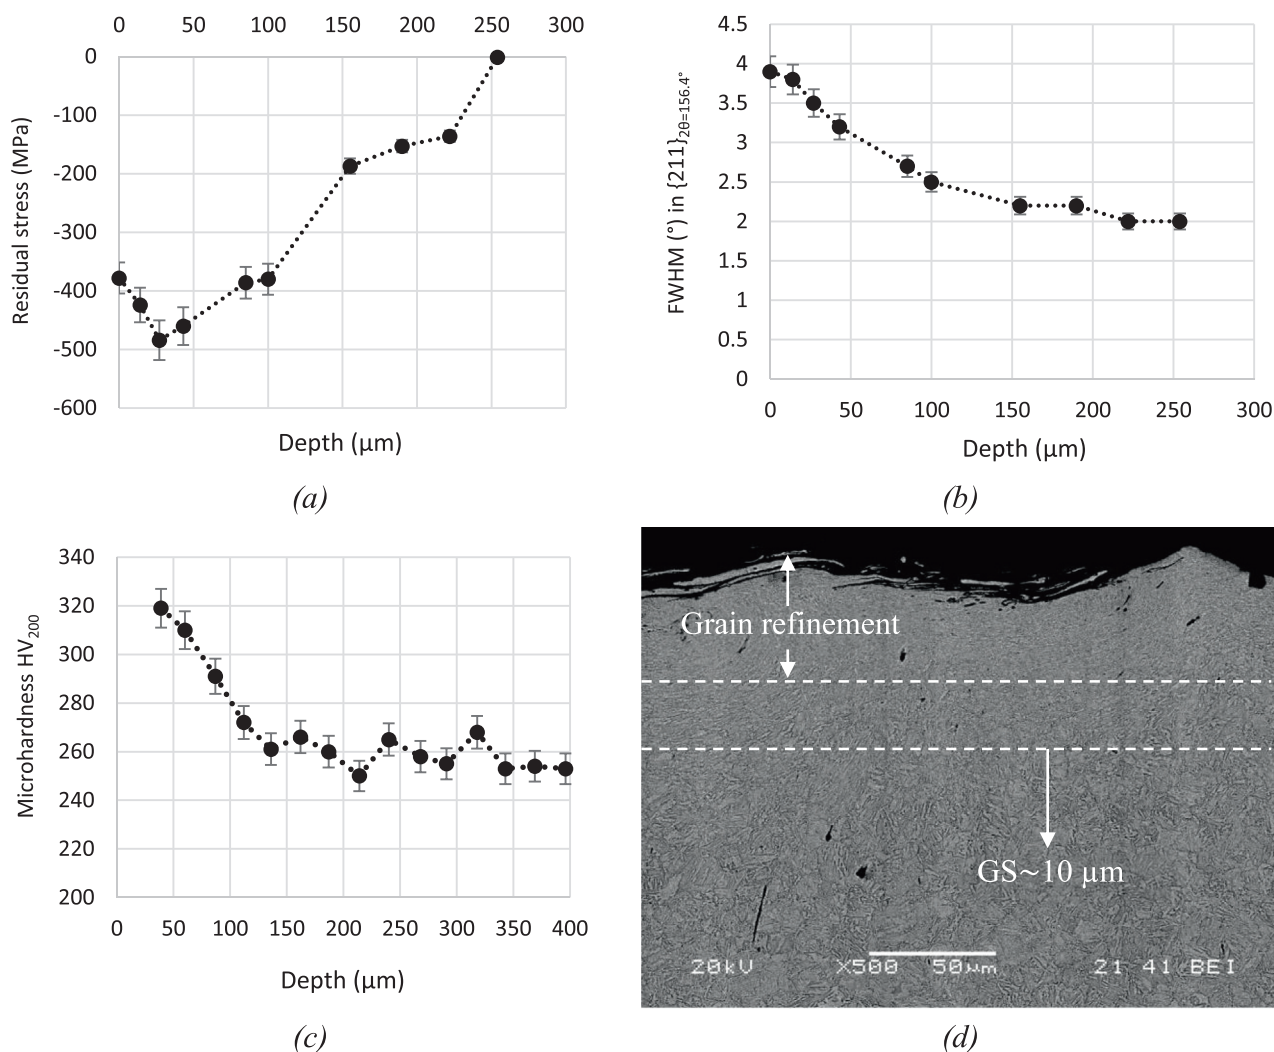 0 50 100 150 200 250 300
0
-100
-200
-300
-400
-500
-600
Residual stress (MPa)
Depth (µm)
(a)
4.5
4
3.5
3
2.5
2
1.5
1
0.5
0
FWHM (°) in {211}2θ=156.4°
0 50 100 150 200 250 300
Depth (µm)
(b)
340
320
300
280
260
240
220
200
Microhardness HV200
0 50 100 150 200 250 300 350 400
Depth (µm)
(c)
Grain refinement
GS~10 µm
20kV X500 50µm 21 41 BEI
(d)